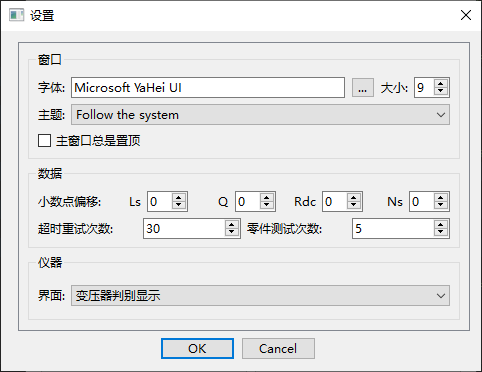 设置
窗口
字体: Microsoft YaHei UI ... 大小: 9
主题: Follow the system
主窗口总是置顶
数据
小数点偏移: Ls 0 Q 0 Rdc 0 Ns 0
超时重试次数: 30 零件测试次数: 5
仪器
界面: 变压器判别显示
OK Cancel